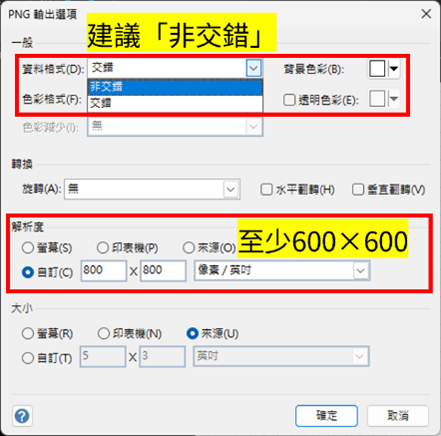 PNG 輸出選項
建議「非交錯」
一般
資料格式(D): 交錯 背景色彩(B):
非交錯
交錯
色彩格式(F): 透明色彩(E):
色彩減少(I): 無
轉換
旋轉(A): 無 水平翻轉(H) 垂直翻轉(V)
解析度
至少600×600
螢幕(S) 印表機(P) 來源(O)
自訂(C) 800 X 800 像素 / 英吋
大小
螢幕(R) 印表機(N) 來源(U)
自訂(T) 5 X 3 英吋
確定 取消